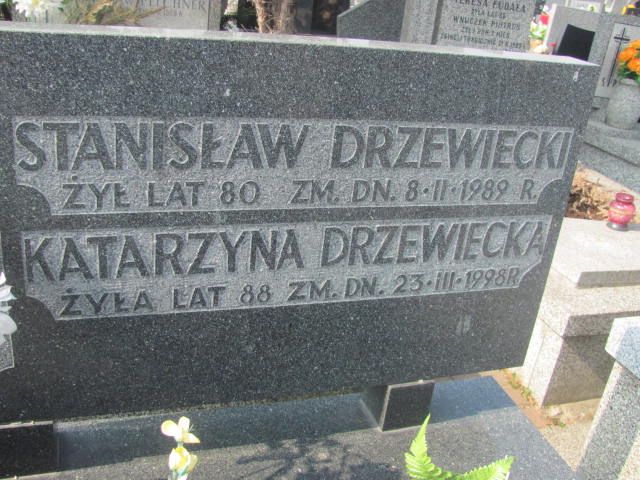 STANISŁAW DRZEWIECKI
ŻYŁ LAT 80 ZM. DN. 8·II·1989 R.
KATARZYNA DRZEWIECKA
ŻYŁA LAT 88 ZM. DN. 23·III·1998R